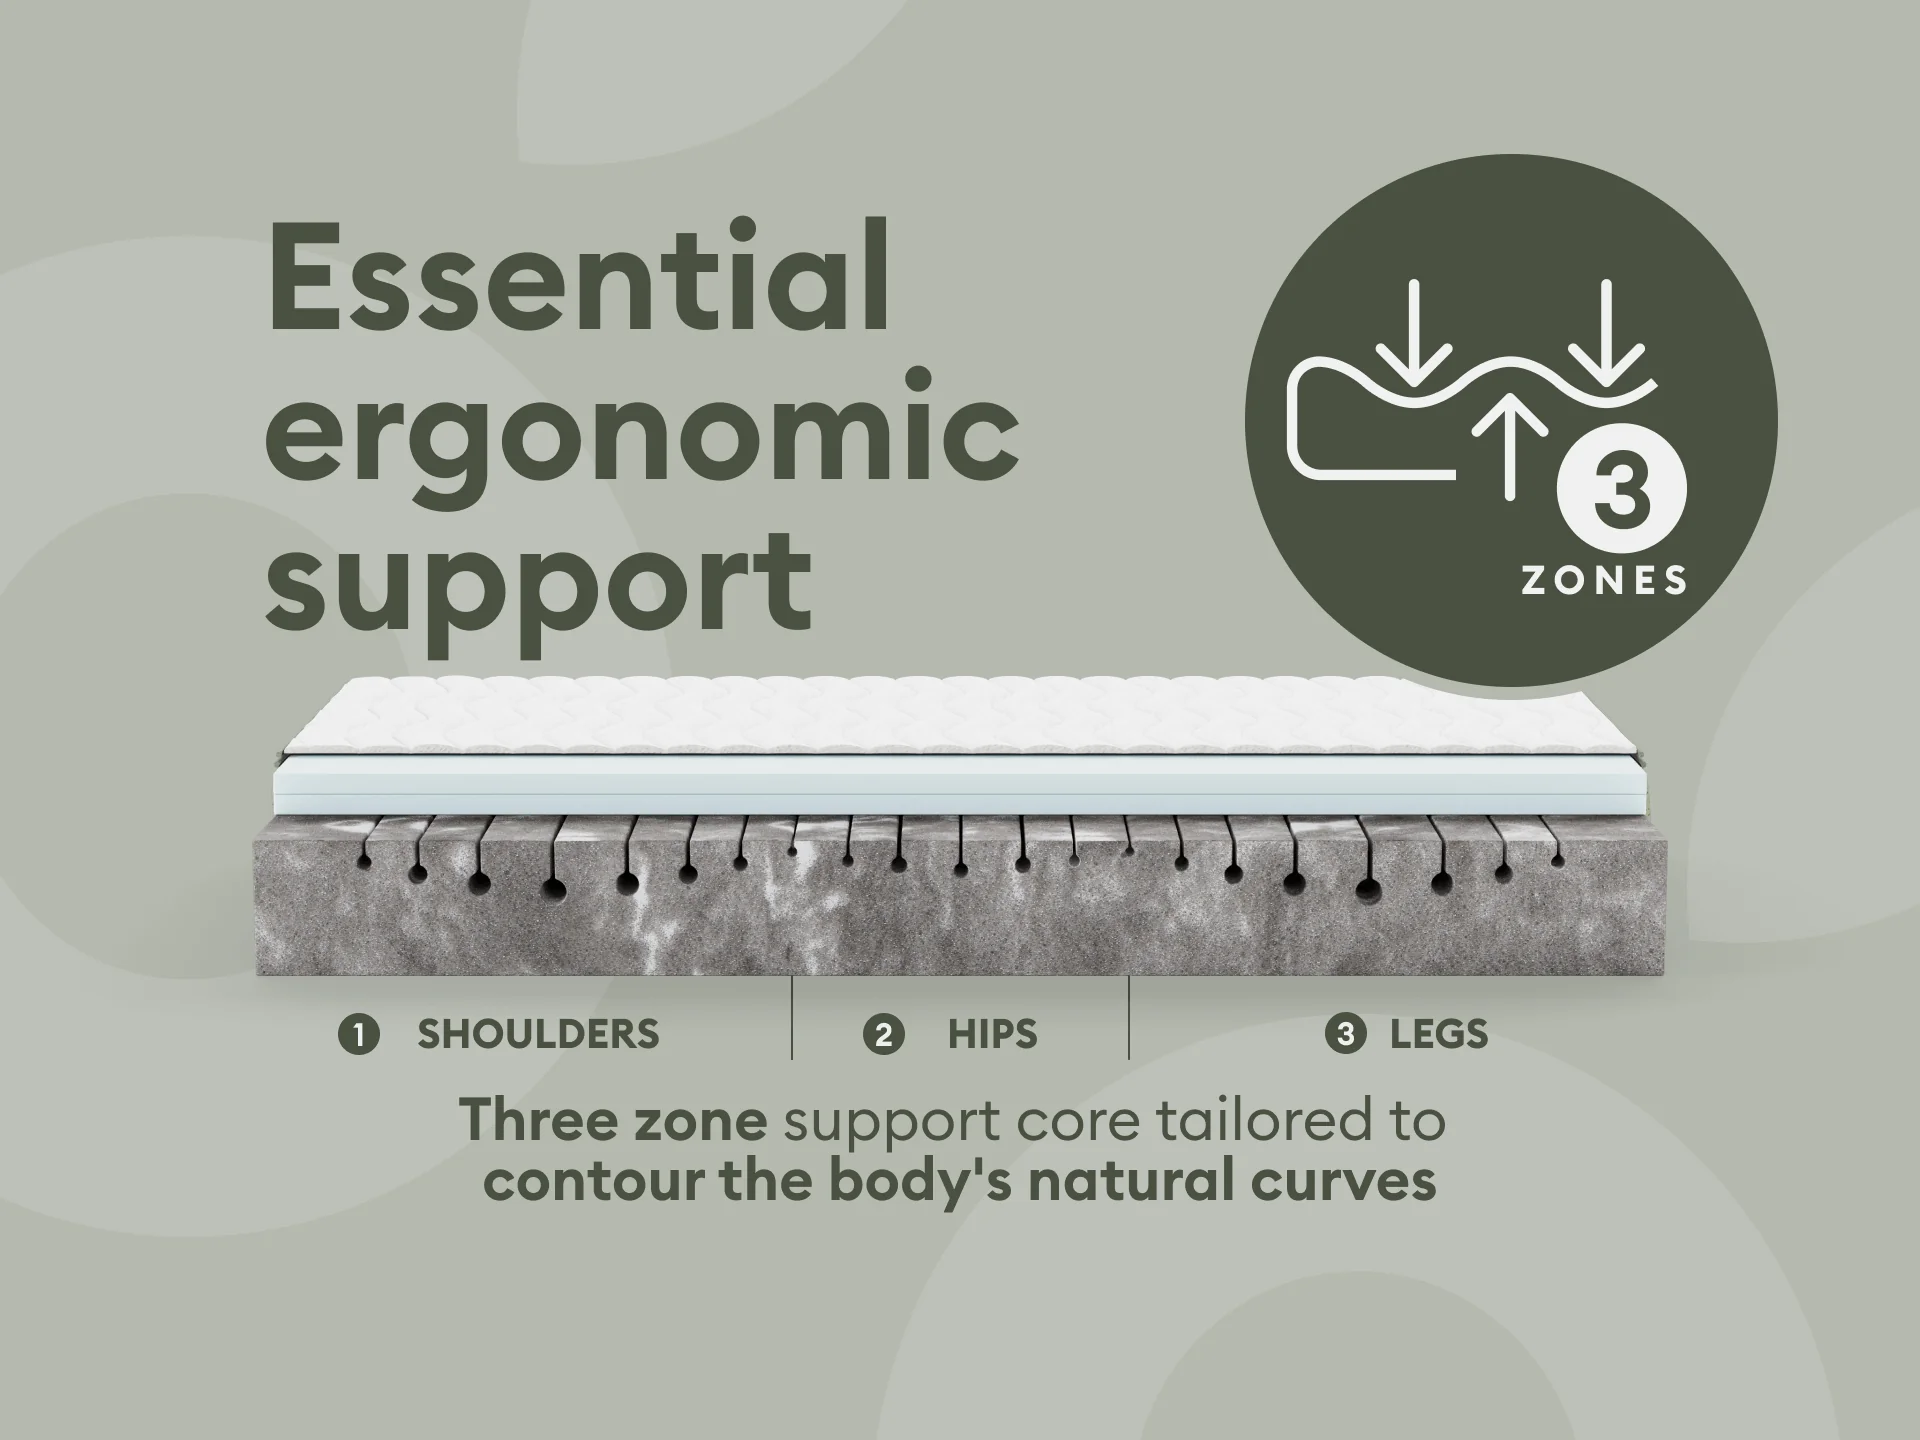 Essential
ergonomic
support
3
ZONES
1 SHOULDERS
2 HIPS
3 LEGS
Three zone support core tailored to
contour the body's natural curves